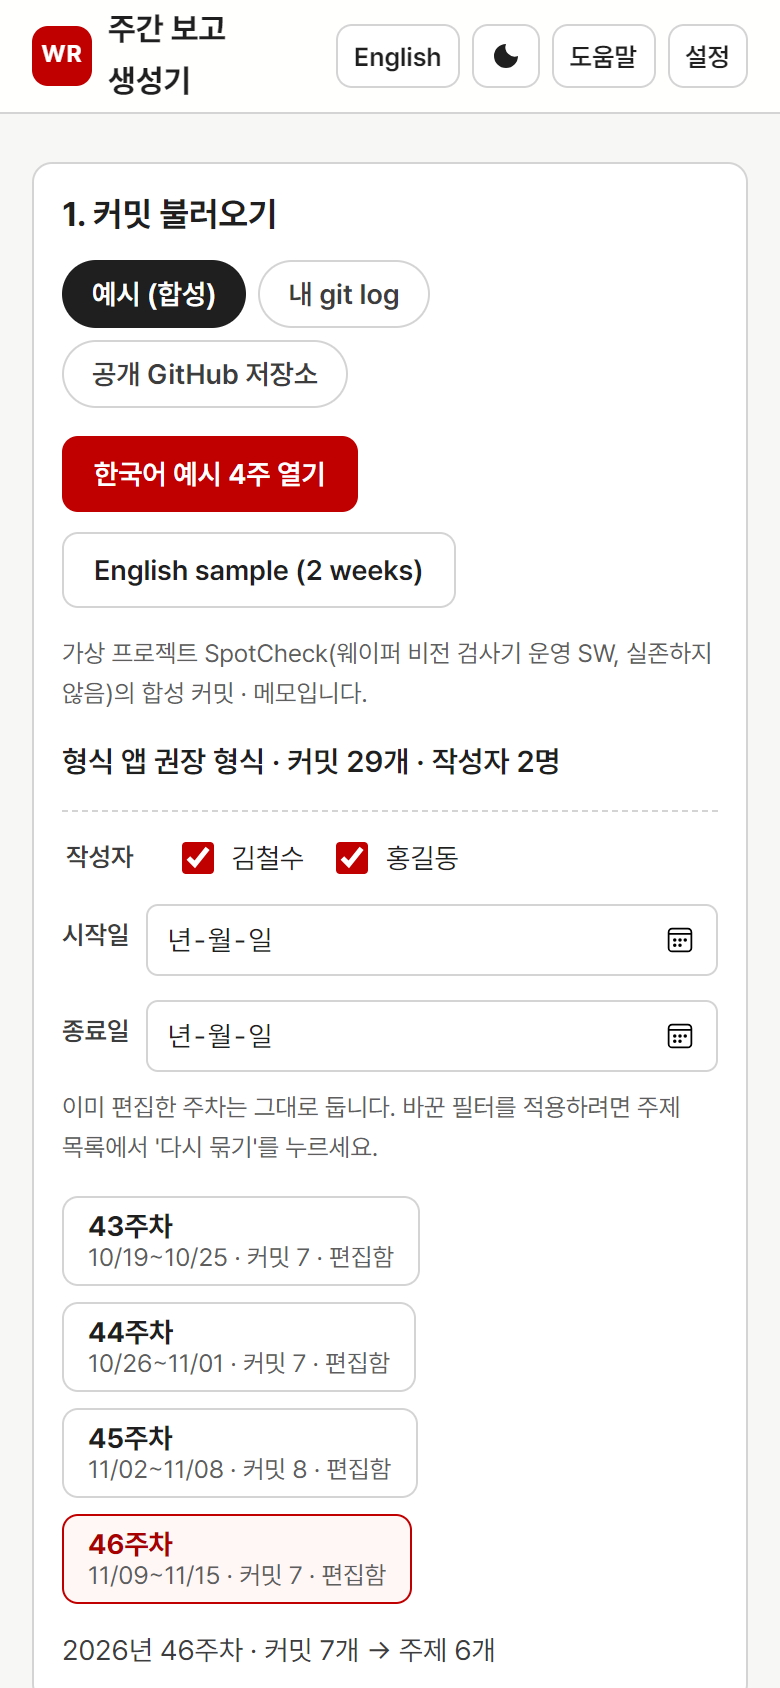 WR
주간 보고
생성기
English
도움말
설정
1. 커밋 불러오기
예시 (합성)
내 git log
공개 GitHub 저장소
한국어 예시 4주 열기
English sample (2 weeks)
가상 프로젝트 SpotCheck(웨이퍼 비전 검사기 운영 SW, 실존하지
않음)의 합성 커밋 · 메모입니다.
형식 앱 권장 형식 · 커밋 29개 · 작성자 2명
작성자 김철수 홍길동
시작일 년-월-일
종료일 년-월-일
이미 편집한 주차는 그대로 둡니다. 바꾼 필터를 적용하려면 주제
목록에서 '다시 묶기'를 누르세요.
43주차
10/19~10/25 · 커밋 7 · 편집함
44주차
10/26~11/01 · 커밋 7 · 편집함
45주차
11/02~11/08 · 커밋 8 · 편집함
46주차
11/09~11/15 · 커밋 7 · 편집함
2026년 46주차 · 커밋 7개 → 주제 6개